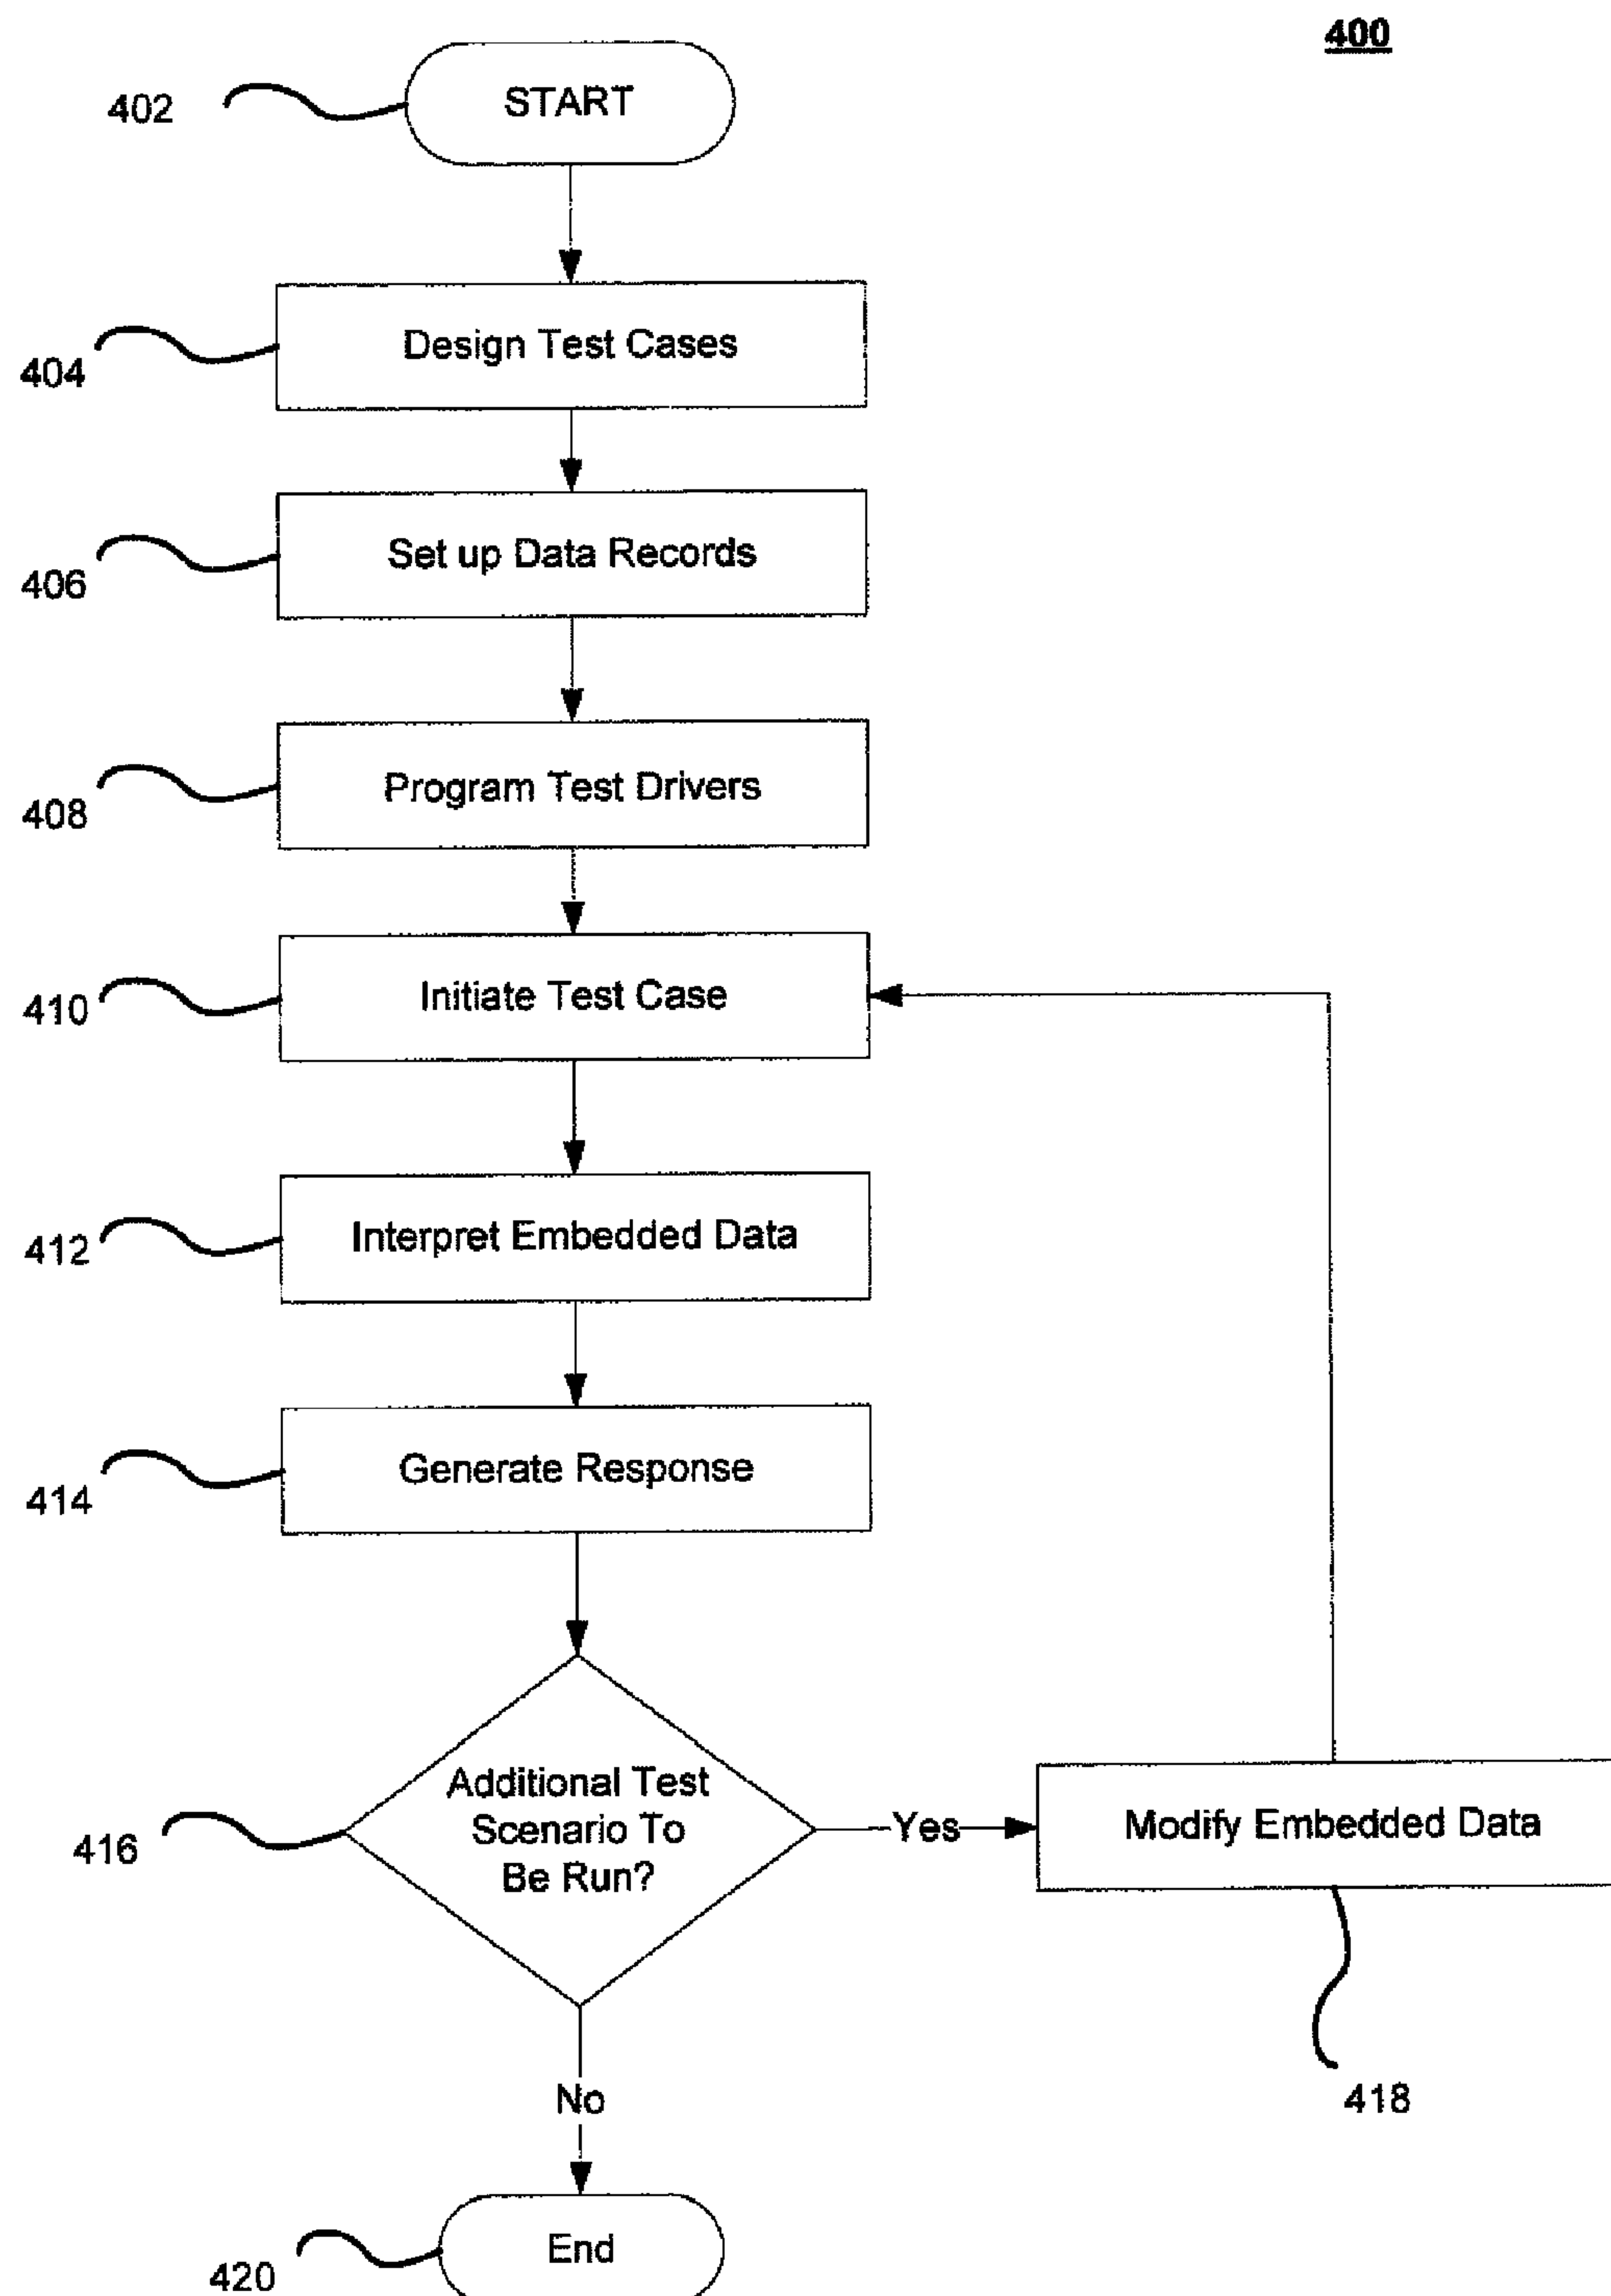 400
402
START
404
Design Test Cases
406
Set up Data Records
408
Program Test Drivers
410
Initiate Test Case
412
Interpret Embedded Data
414
Generate Response
416
Additional Test
Scenario To
Be Run?
Yes
Modify Embedded Data
418
No
420
End